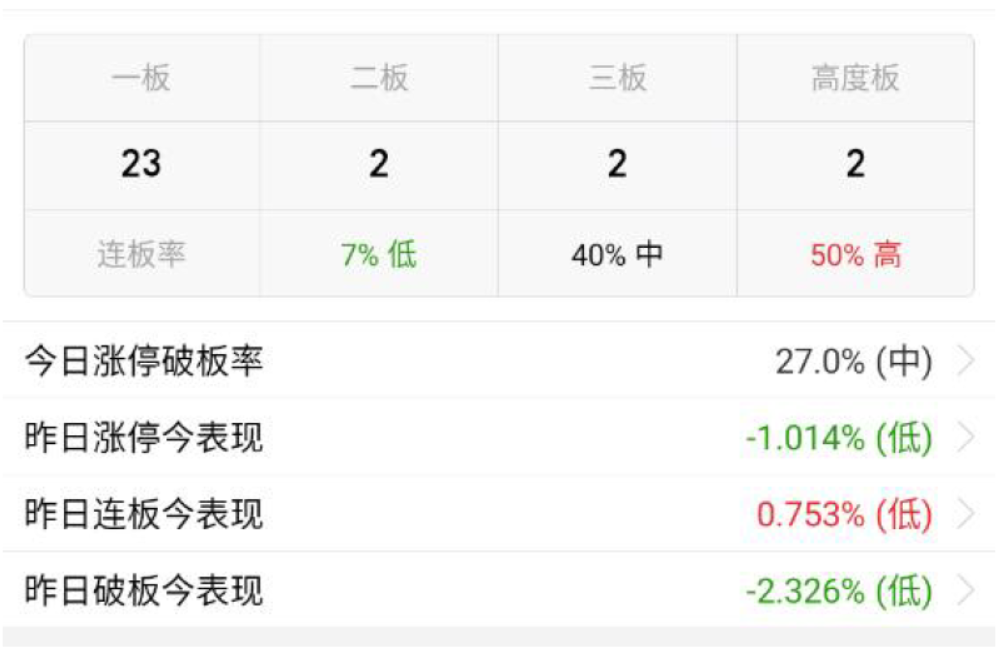 一板 二板 三板 高度板
23 2 2 2
连板率 7% 低 40% 中 50% 高
今日涨停破板率 27.0% (中)
昨日涨停今表现 -1.014% (低)
昨日连板今表现 0.753% (低)
昨日破板今表现 -2.326% (低)